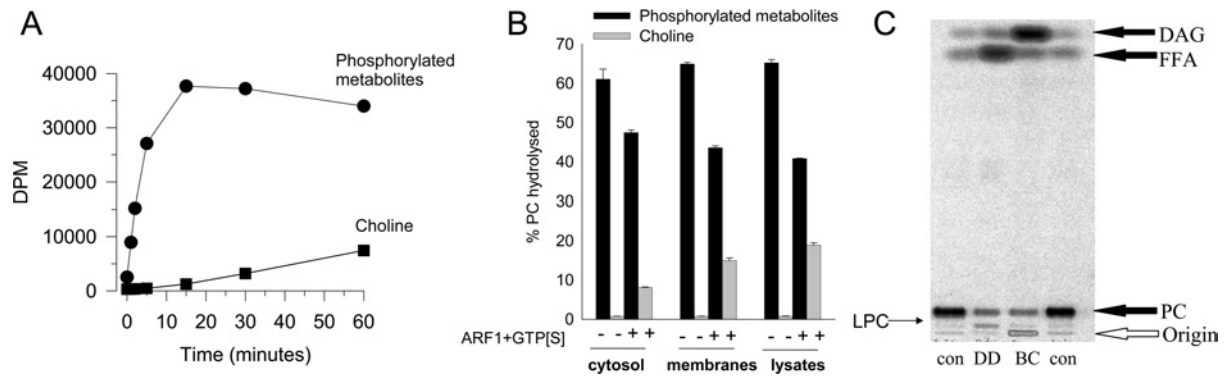 A
Phosphorylated
metabolites
40000
30000
20000
10000
0
DPM
Choline
0 10 20 30 40 50 60
Time (minutes)
B
Phosphorylated metabolites
Choline
70
60
50
40
30
20
10
0
% PC hydrolysed
ARF1+GTP[S] - - + + - - + + - - + +
cytosol membranes lysates
C
DAG
FFA
PC
LPC
Origin
con DD BC con